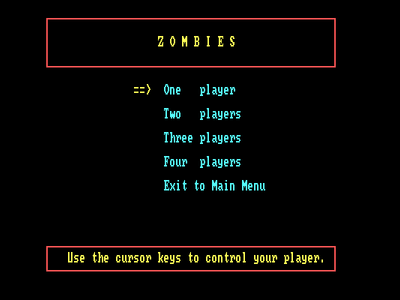 Z O M B I E S
==> One player
Two players
Three players
Four players
Exit to Main Menu
Use the cursor keys to control your player.